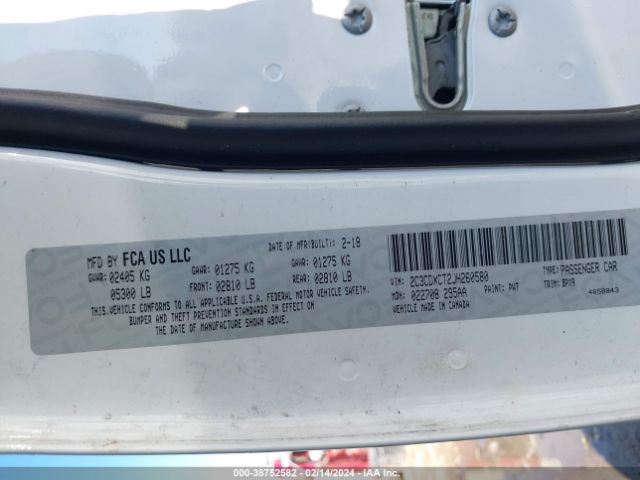 MFD BY FCA US LLC
DATE OF MFR(BUILT): 2-18
GVWR: 02405 KG
GAWR: 01275 KG
GAWR: 01275 KG
05300 LB
FRONT: 02810 LB
REAR: 02810 LB
THIS VEHICLE CONFORMS TO ALL APPLICABLE U.S.A. FEDERAL MOTOR VEHICLE SAFETY,
BUMPER AND THEFT PREVENTION STANDARDS IN EFFECT ON
THE DATE OF MANUFACTURE SHOWN ABOVE.
VIN: 2C3CDXCT2JH260580
TYPE: PASSENGER CAR
MDH: 022708 235AA
PAINT: PW7
TRIM: BPX9
VEHICLE MADE IN CANADA
4658843
000-38752582 - 02/14/2024 - IAA, Inc.